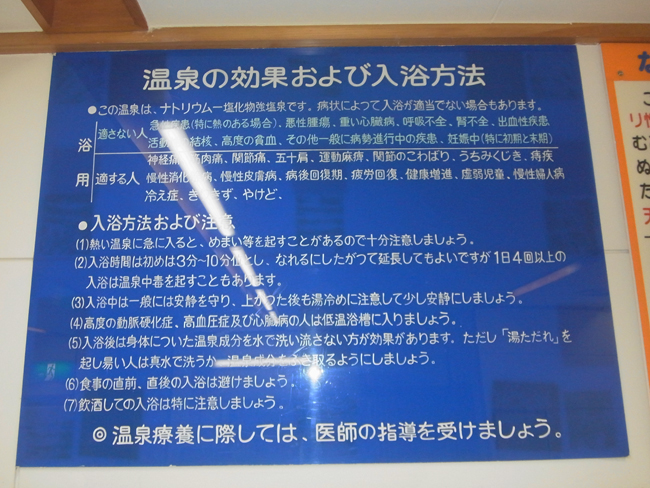 温泉の効果および入浴方法
●この温泉は、ナトリウムー塩化物強塩泉です。病状によって入浴が適当でない場合もあります。
浴用
適さない人
急性疾患(特に熱のある場合)、悪性腫瘍、重い心臓病、呼吸不全、腎不全、出血性疾患
活動 結核、高度の貧血、その他一般に病勢進行中の疾患、妊娠中(特に初期と末期)
適する人
神経痛、筋肉痛、関節痛、五十肩、運動麻痺、関節のこわばり、うちみくじき、痔疾
慢性消化 病、慢性皮膚病、病後回復期、疲労回復、健康増進、虚弱児童、慢性婦人病
冷え症、きりきず、やけど、
●入浴方法および注意
(1)熱い温泉に急に入ると、めまい等を起すことがあるので十分注意しましょう。
(2)入浴時間は初めは3分~10分位とし、なれるにしたがって延長してもよいですが1日4回以上の
入浴は温泉中毒を起すこともあります。
(3)入浴中は一般には安静を守り、上がった後も湯冷めに注意して少し安静にしましょう。
(4)高度の動脈硬化症、高血圧症及び心臓病の人は低温浴槽に入りましょう。
(5)入浴後は身体についた温泉成分を水で洗い流さない方が効果があります。ただし「湯ただれ」を
起し易い人は真水で洗うか、温泉成分をふき取るようにしましょう。
(6)食事の直前、直後の入浴は避けましょう。
(7)飲酒しての入浴は特に注意しましょう。
◎温泉療養に際しては、医師の指導を受けましょう。